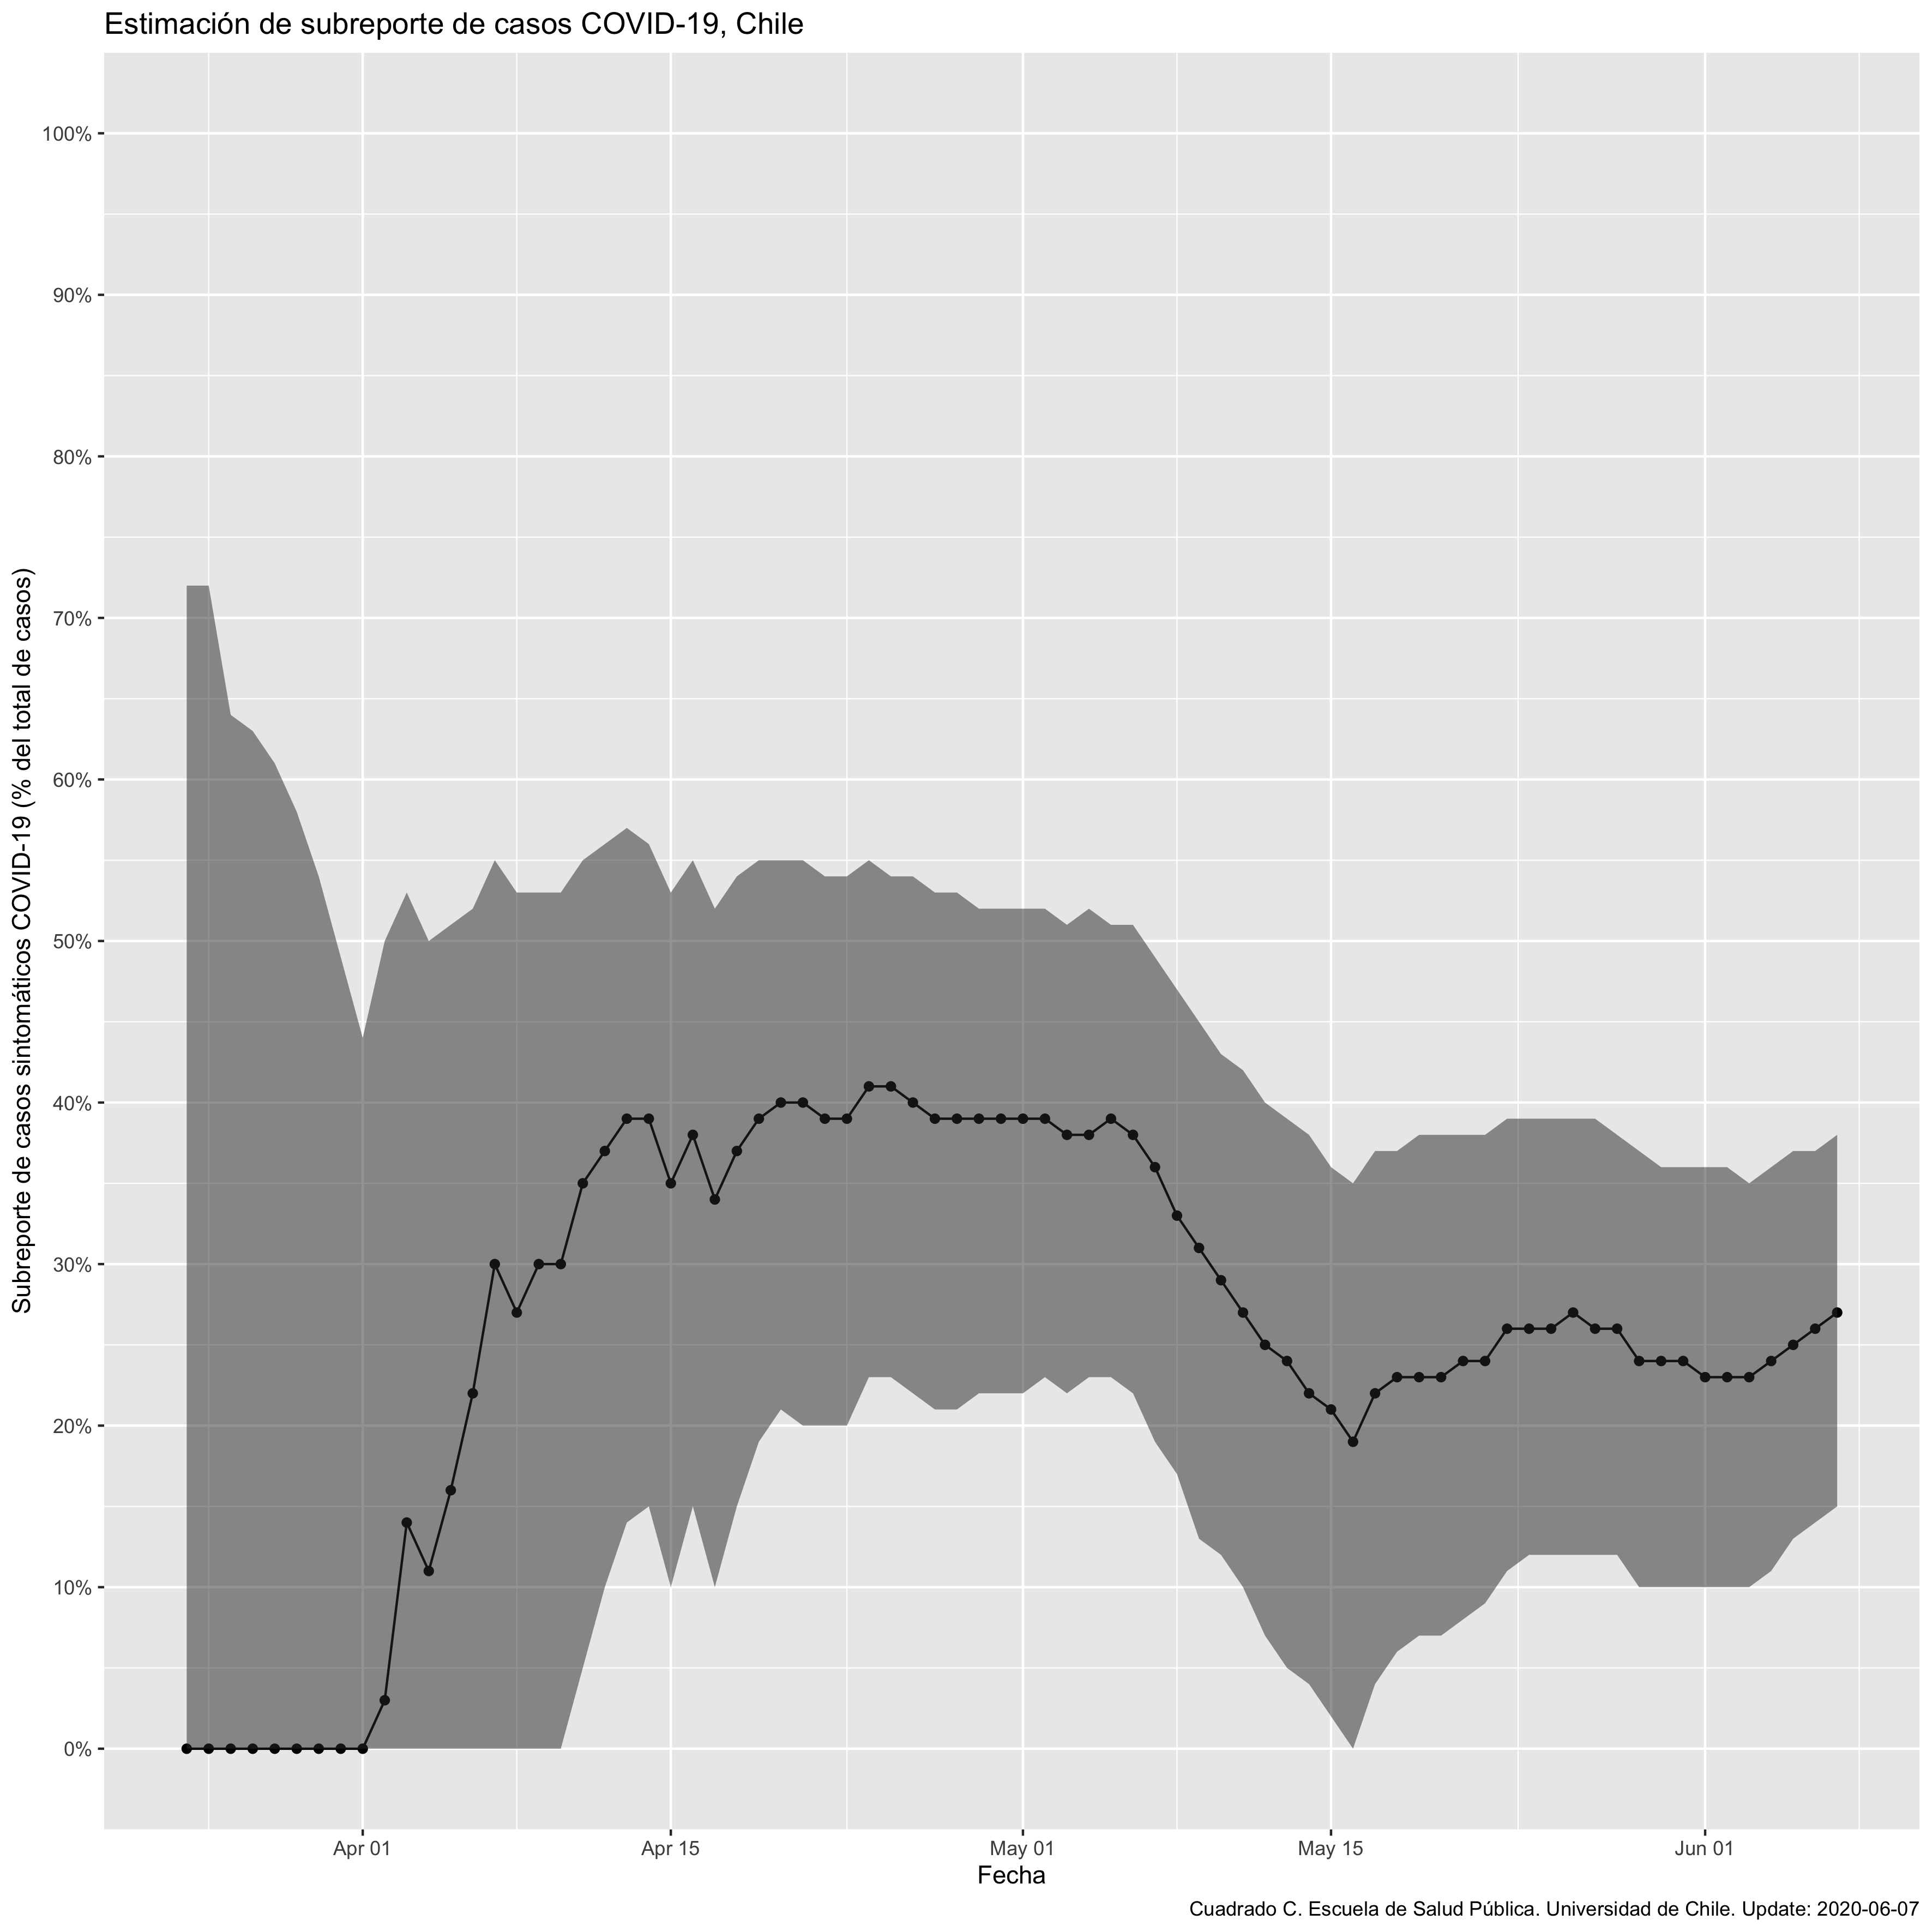 Estimación de subreporte de casos COVID-19, Chile
Subreporte de casos sintomáticos COVID-19 (% del total de casos)
100%
90%
80%
70%
60%
50%
40%
30%
20%
10%
0%
Apr 01
Apr 15
May 01
May 15
Jun 01
Fecha
Cuadrado C. Escuela de Salud Pública. Universidad de Chile. Update: 2020-06-07